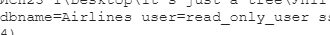 \Desktop\it's just a tree\
dbname=Airlines user=read_only_user s
4)